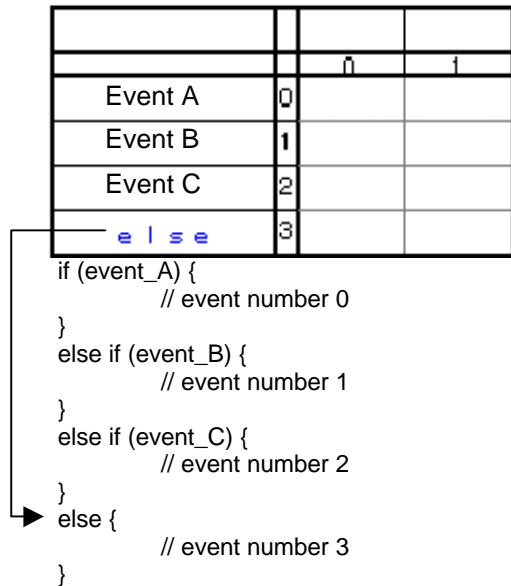 0 1
Event A 0
Event B 1
Event C 2
else 3
if (event_A) {
// event number 0
}
else if (event_B) {
// event number 1
}
else if (event_C) {
// event number 2
}
else {
// event number 3
}